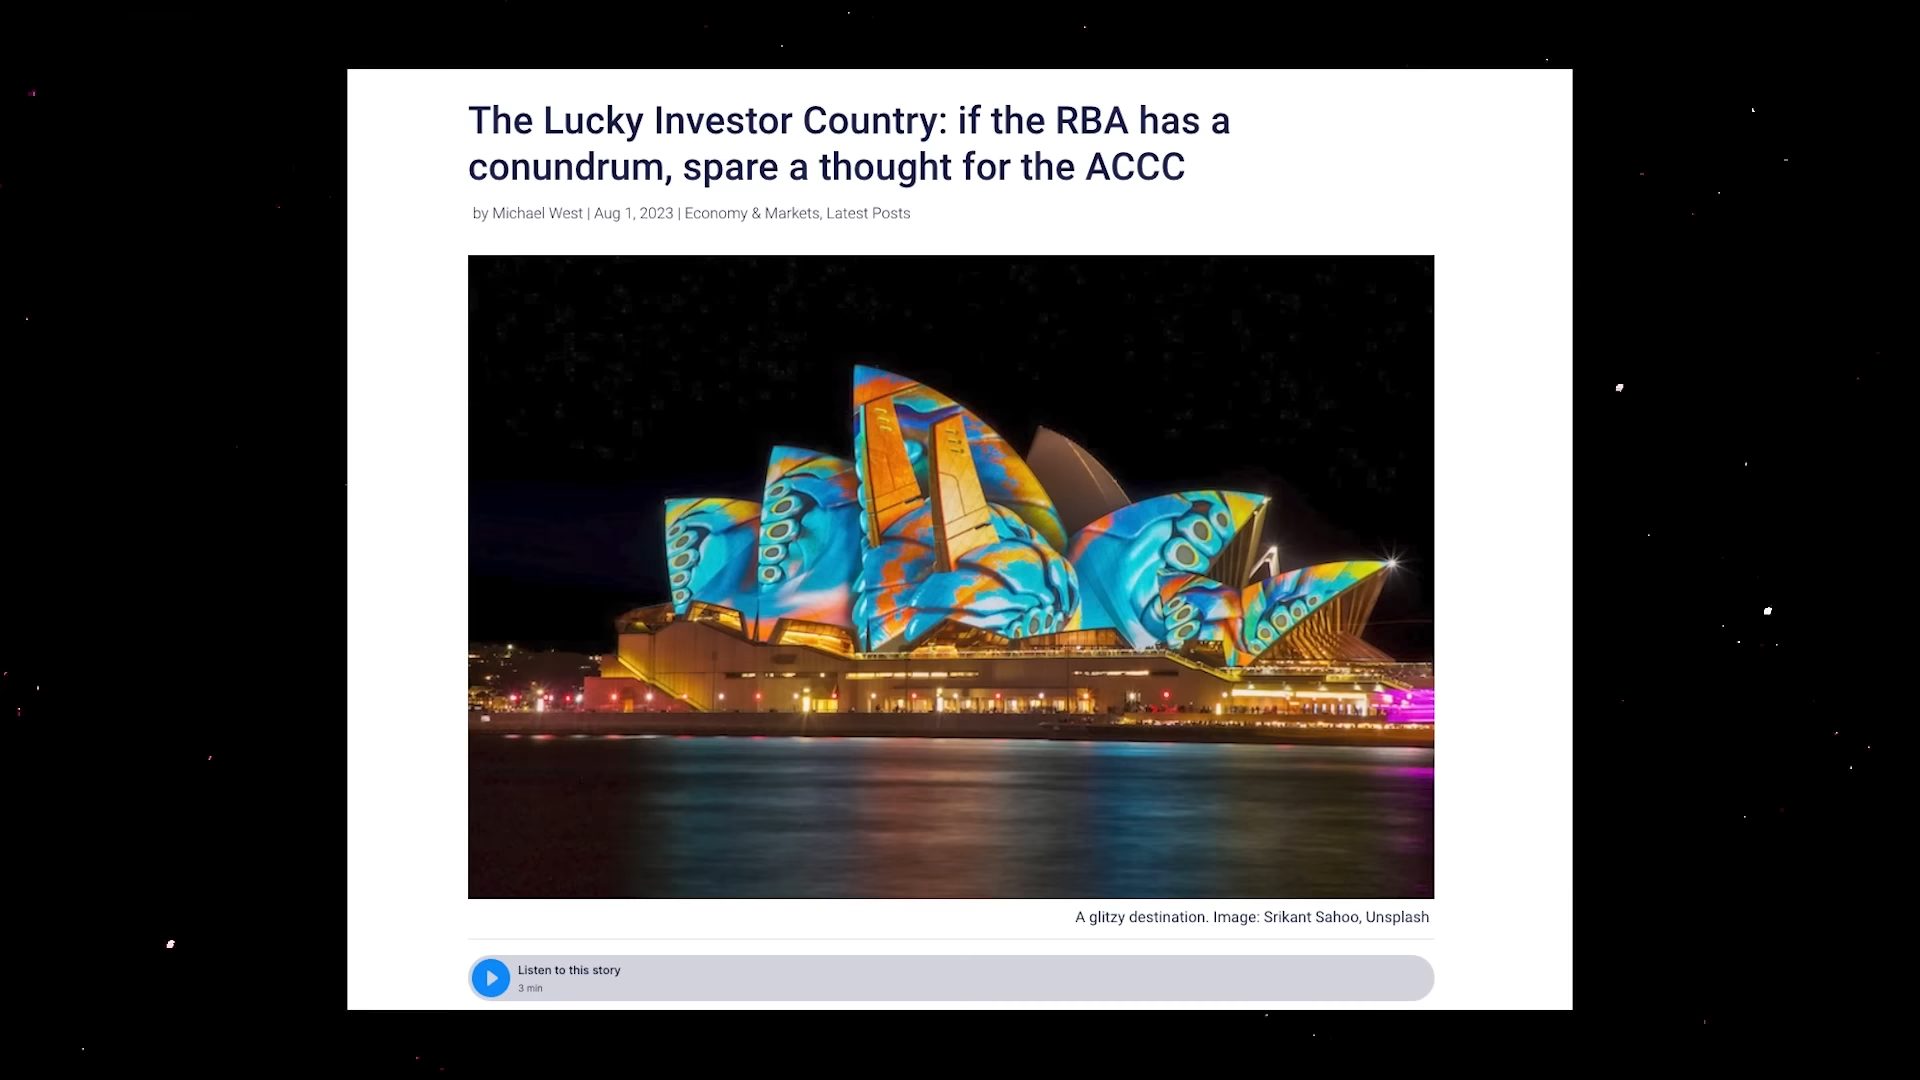 The Lucky Investor Country: if the RBA has a
conundrum, spare a thought for the ACCC
by Michael West | Aug 1, 2023 | Economy & Markets, Latest Posts
A glitzy destination. Image: Srikant Sahoo, Unsplash
Listen to this story
3 min